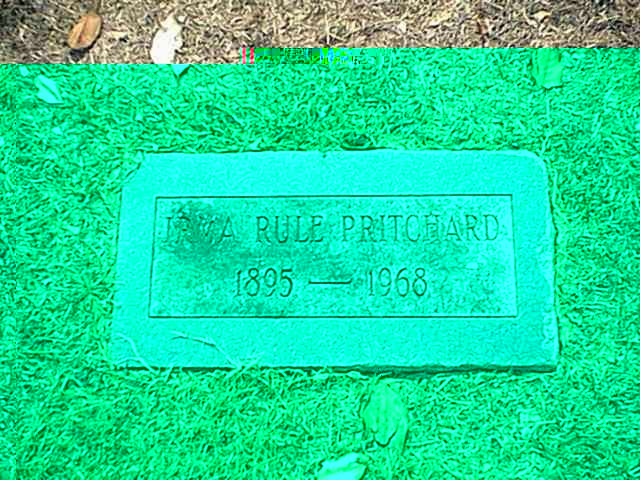 IRMA RULE PRITCHARD
1895 — 1968